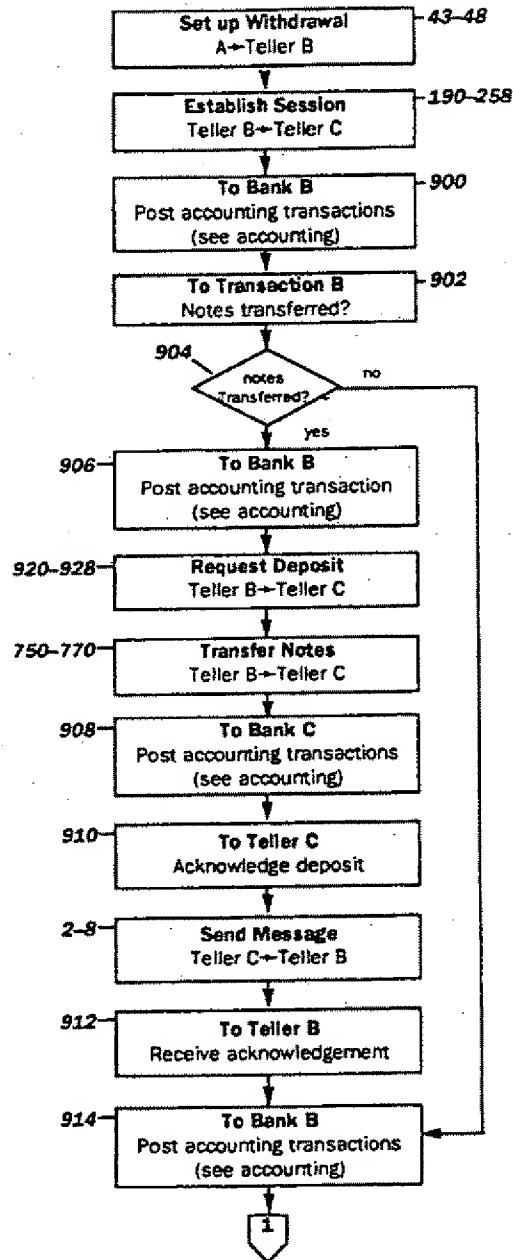 Set up Withdrawal
A→Teller B
43–48
Establish Session
Teller B→Teller C
190–258
To Bank B
Post accounting transactions
(see accounting)
900
To Transaction B
Notes transferred?
902
904
notes
Transferred?
no
yes
906
To Bank B
Post accounting transaction
(see accounting)
920–928
Request Deposit
Teller B→Teller C
750–770
Transfer Notes
Teller B→Teller C
908
To Bank C
Post accounting transactions
(see accounting)
910
To Teller C
Acknowledge deposit
2–8
Send Message
Teller C→Teller B
912
To Teller B
Receive acknowledgement
914
To Bank B
Post accounting transactions
(see accounting)
1